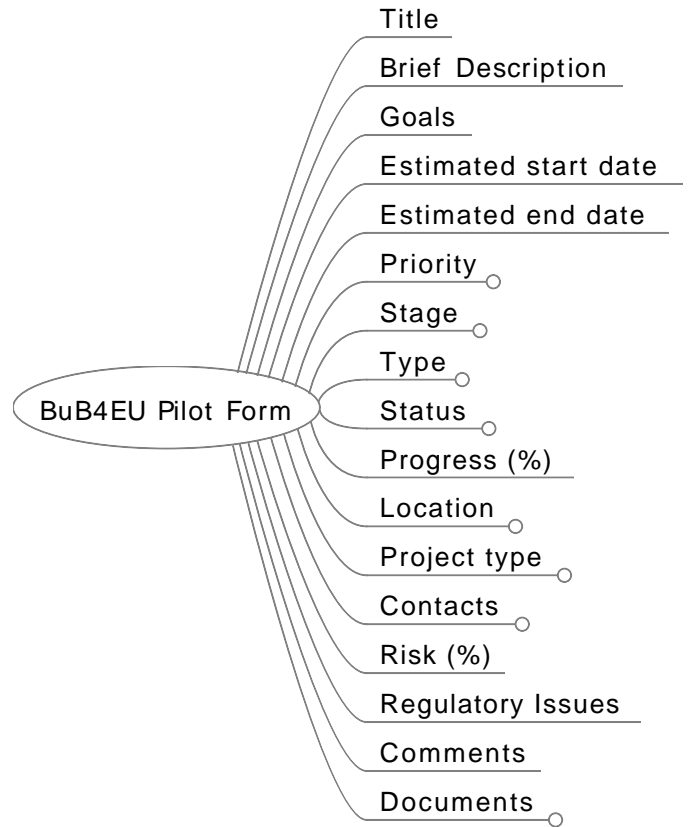 Title
Brief Description
Goals
Estimated start date
Estimated end date
Priority
Stage
Type
BuB4EU Pilot Form
Status
Progress (%)
Location
Project type
Contacts
Risk (%)
Regulatory Issues
Comments
Documents